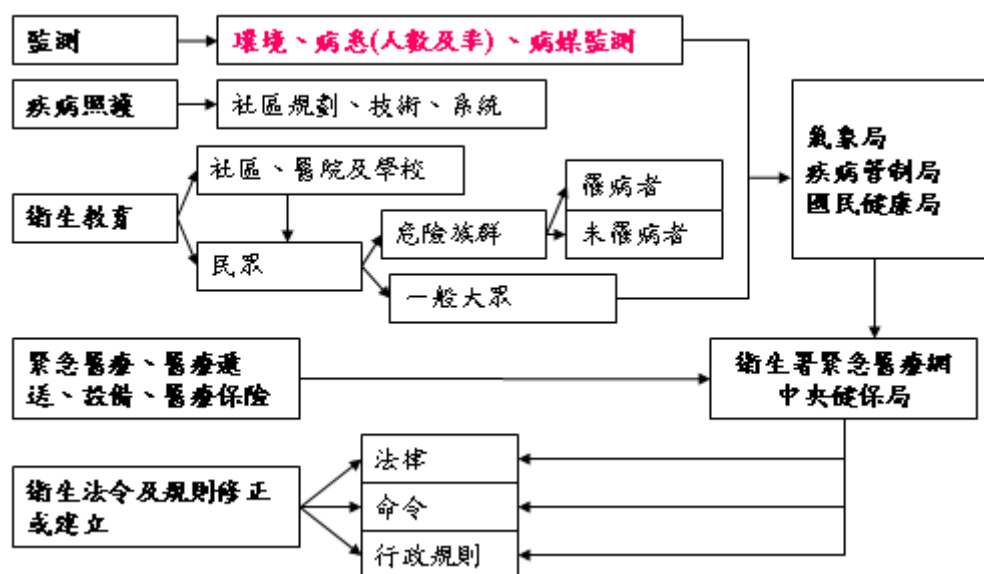 監測
環境、病患(人數及率)、病媒監測
疾病照護
社區規劃、技術、系統
氣象局
疾病管制局
國民健康局
社區、醫院及學校
罹病者
衛生教育
危險族群
未罹病者
民眾
一般大眾
緊急醫療、醫療運
送、設備、醫療保險
衛生署緊急醫療網
中央健保局
衛生法令及規則修正
或建立
法律
命令
行政規則